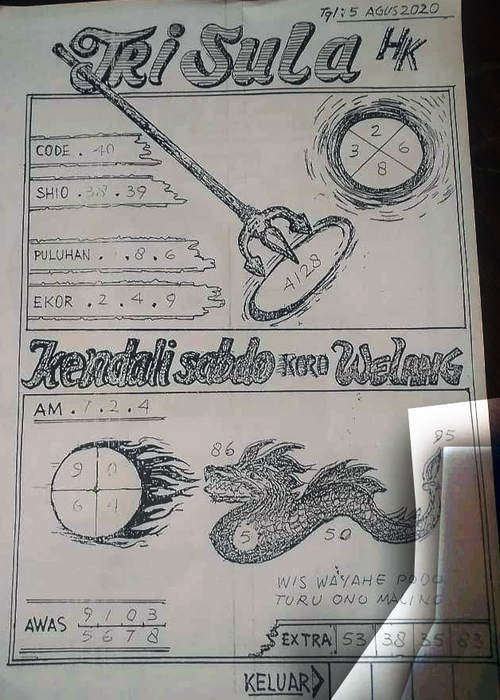 Tgl : 5 AGUS 2020
Tri Sula HK
CODE . 40
SHIO . 38 . 39
PULUHAN . 8 . 6
EKOR . 2 . 4 . 9
2
3 6
8
4128
Kendali sabdo KORO WELANG
AM . 7 . 2 . 4
9 0
6 4
86
5
50
95
WIS WAYAHE PODO
TURU ONO MALING
AWAS 9 1 0 3
5 6 7 8
EXTRA 53 38 35 83
KELUAR